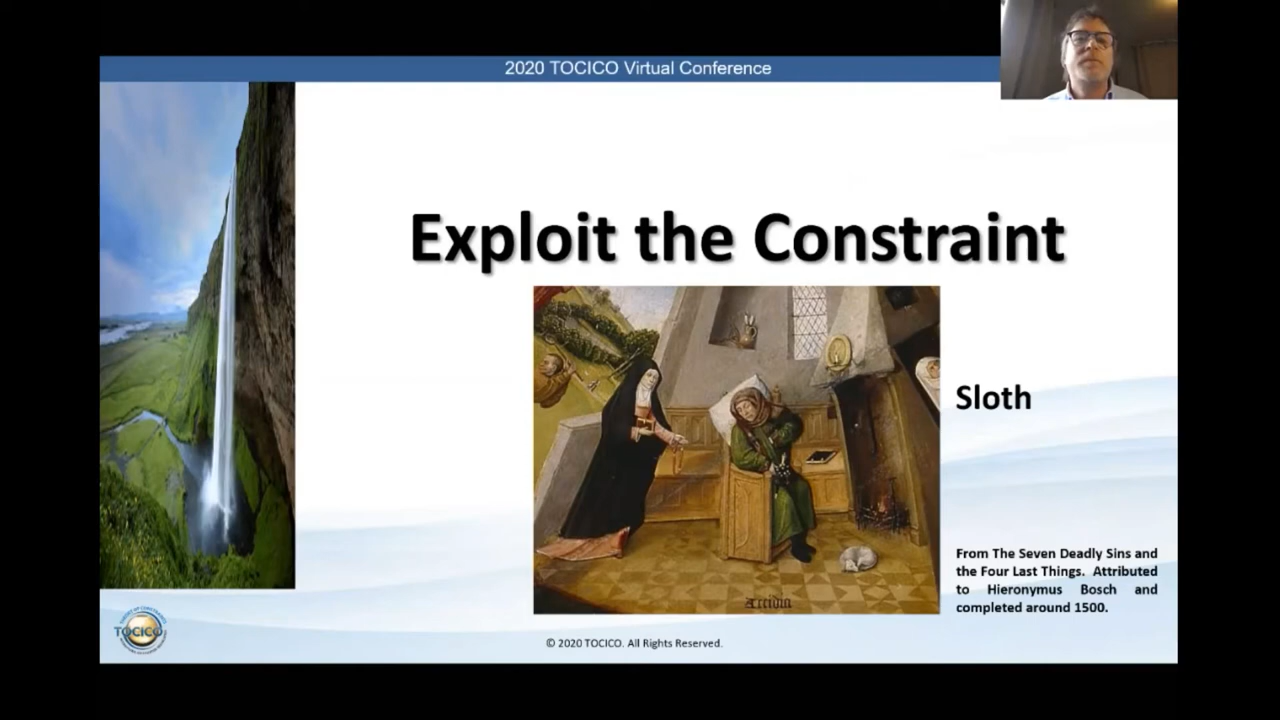 2020 TOCICO Virtual Conference
Exploit the Constraint
Sloth
From The Seven Deadly Sins and
the Four Last Things. Attributed
to Hieronymus Bosch and
completed around 1500.
Accidia
TOCICO
© 2020 TOCICO. All Rights Reserved.